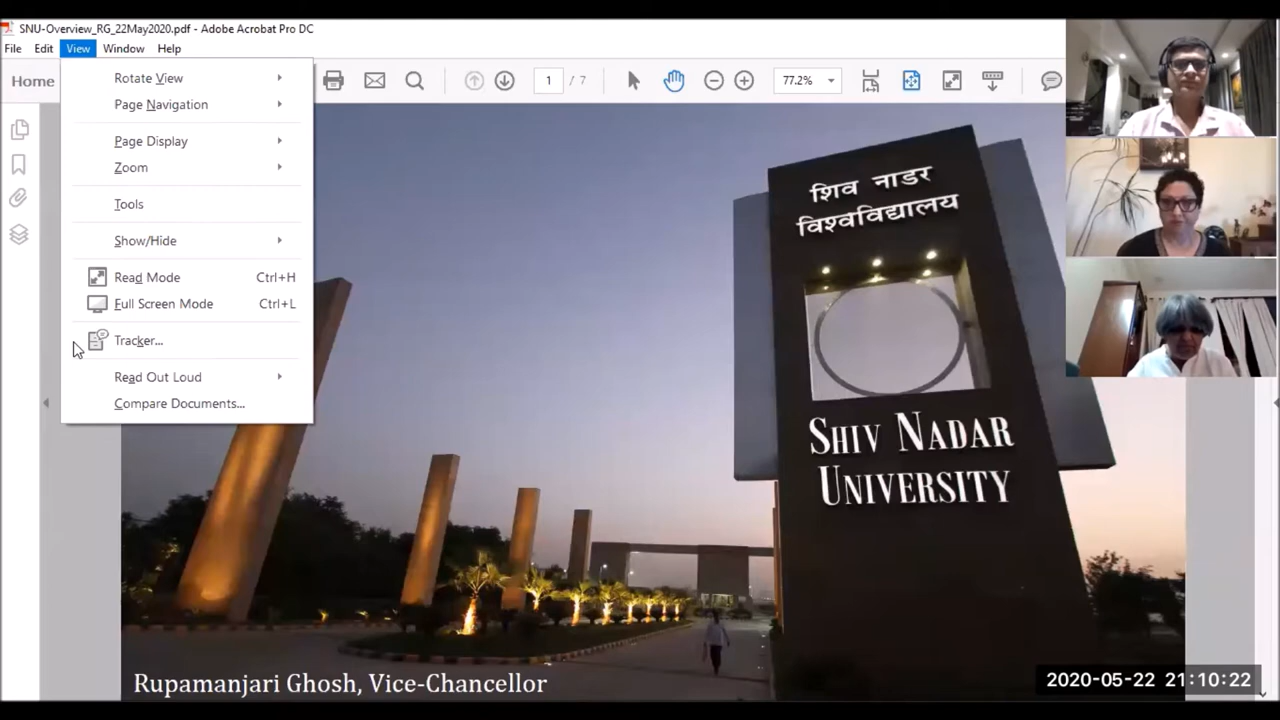 SNU-Overview_RG_22May2020.pdf - Adobe Acrobat Pro DC
File Edit View Window Help
Home
1 / 7
77.2%
Rotate View
Page Navigation
Page Display
Zoom
Tools
Show/Hide
Read Mode Ctrl+H
Full Screen Mode Ctrl+L
Tracker...
Read Out Loud
Compare Documents...
शिव नाडर
विश्वविद्यालय
SHIV NADAR
UNIVERSITY
Rupamanjari Ghosh, Vice-Chancellor
2020-05-22 21:10:22